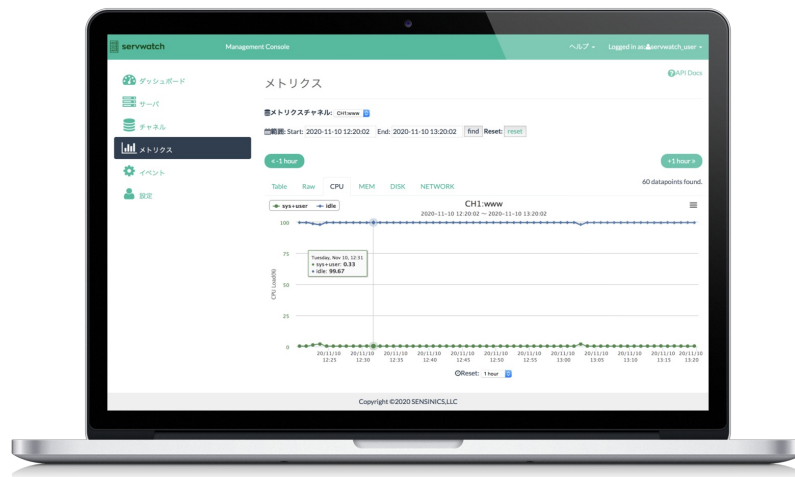 servwatch Management Console ヘルプ Logged in as:servwatch_user
API Docs
ダッシュボード
サーバ
チャネル
メトリクス
イベント
設定
メトリクス
メトリクスチャネル: CH1:www
範囲: Start: 2020-11-10 12:20:02 End: 2020-11-10 13:20:02 find Reset: reset
< -1 hour +1 hour >
Table Raw CPU MEM DISK NETWORK 60 datapoints found.
sys+user idle
CH1:www
2020-11-10 12:20:02 ~ 2020-11-10 13:20:02
CPU Load(%)
100
75
50
25
0
Tuesday, Nov 10, 12:31
sys+user: 0.33
idle: 99.67
20/11/10 20/11/10 20/11/10 20/11/10 20/11/10 20/11/10 20/11/10 20/11/10 20/11/10 20/11/10 20/11/10 20/11/10
12:25 12:30 12:35 12:40 12:45 12:50 12:55 13:00 13:05 13:10 13:15 13:20
Reset: 1 hour
Copyright ©2020 SENSINICS,LLC